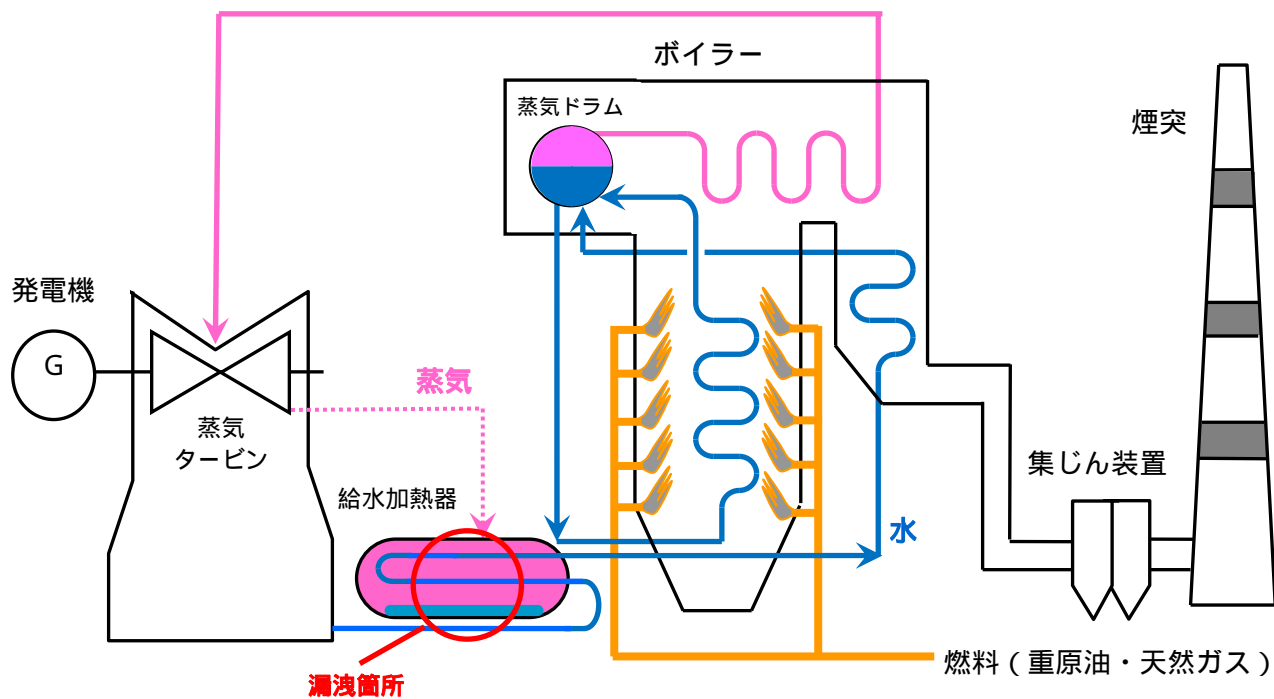 ボイラー
蒸気ドラム
煙突
発電機
G
蒸気
蒸気
タービン
集じん装置
給水加熱器
水
燃料（重原油・天然ガス）
漏洩箇所